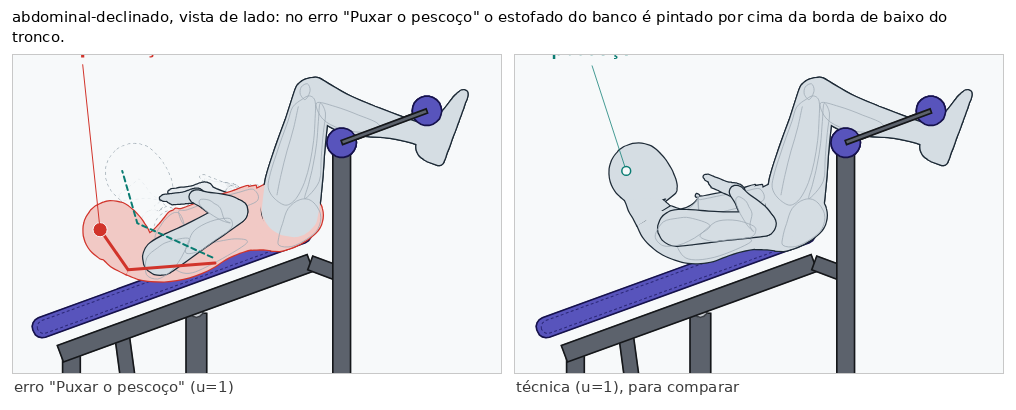 abdominal-declinado, vista de lado: no erro "Puxar o pescoço" o estofado do banco é pintado por cima da borda de baixo do
tronco.
erro "Puxar o pescoço" (u=1)
técnica (u=1), para comparar